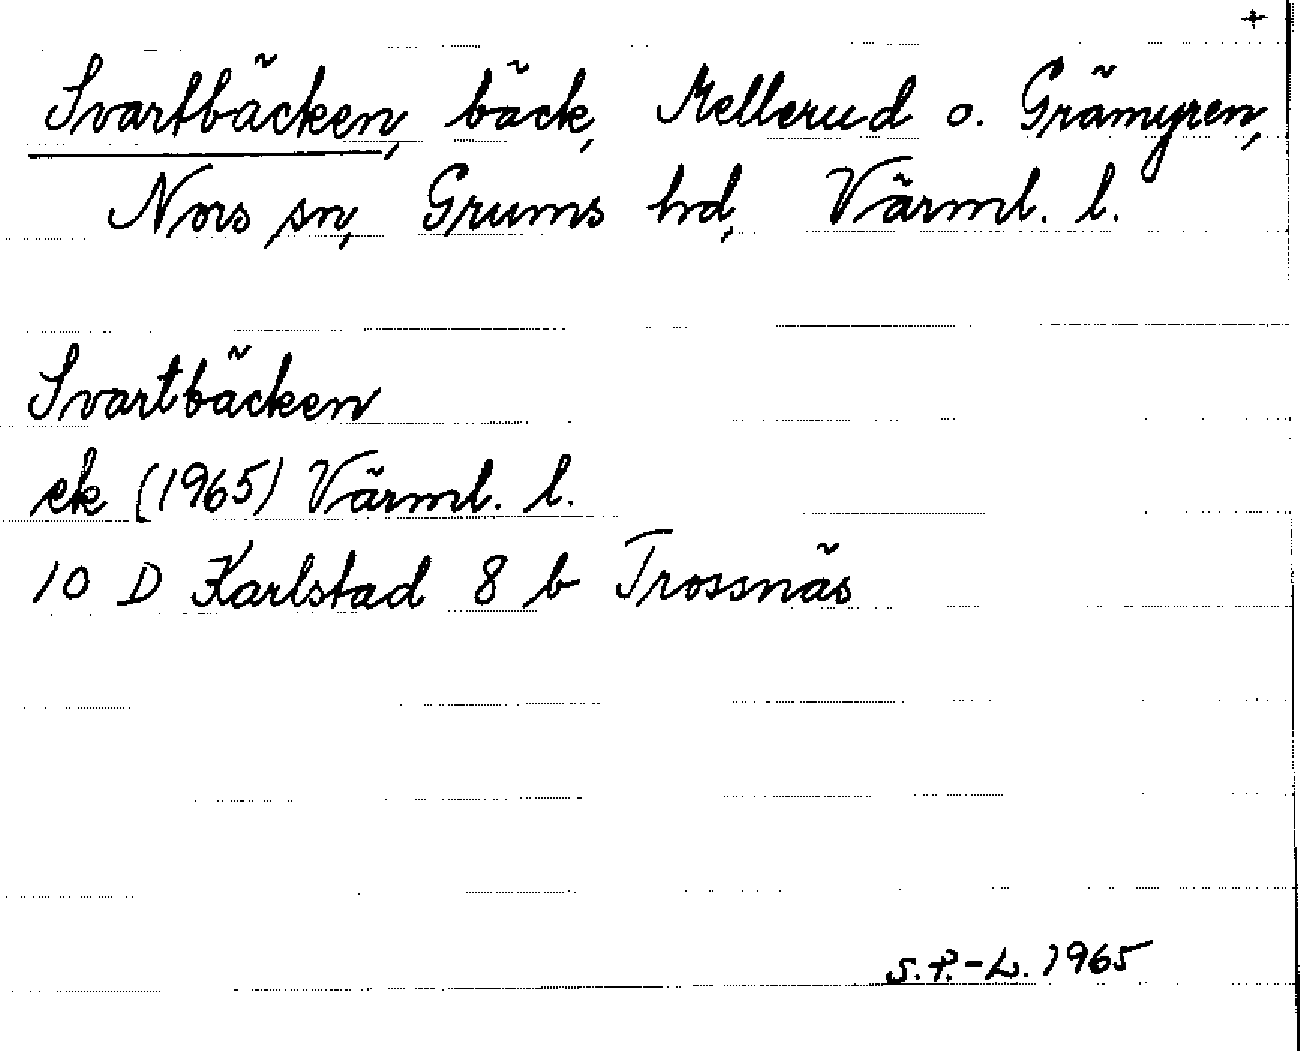 +
Svartbäcken, bäck, Mellerud o. Grämyren,
Nors sn, Grums hd, Värml. l.
Svartbäcken
ek (1965) Värml. l.
10 D Karlstad 8 b Trossnäs
S.P.-L. 1965